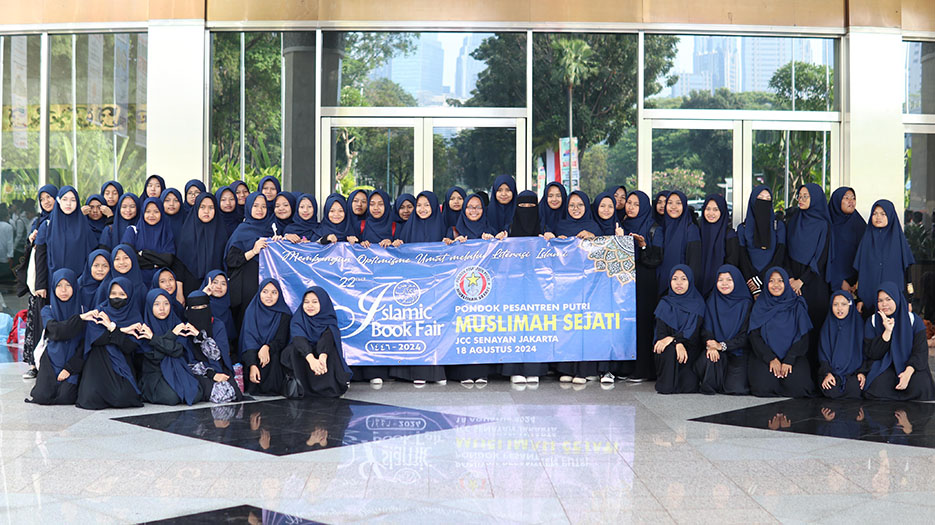 Membangun Optimisme Umat melalui Literasi Islami
22nd
Islamic
Book Fair
١٤٤٦ - 2024
PONDOK PESANTREN PUTRI
MUSLIMAH SEJATI
JCC SENAYAN JAKARTA
18 AGUSTUS 2024